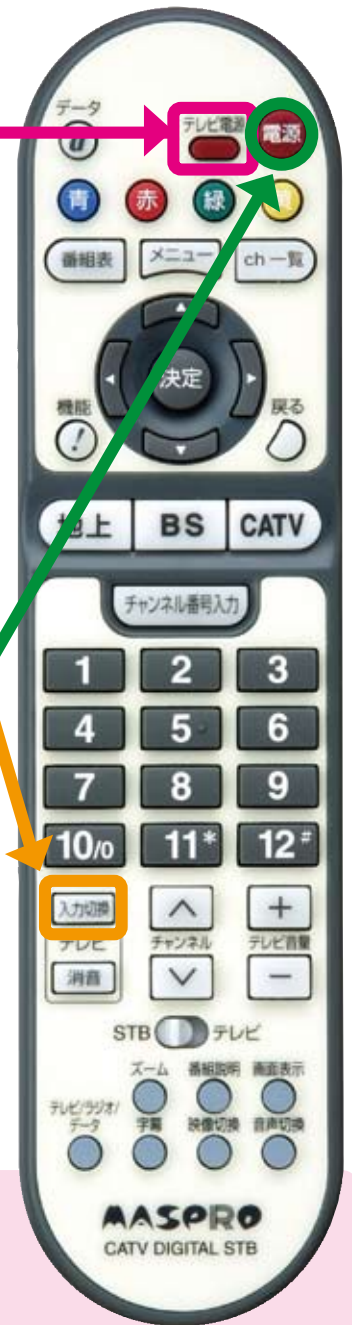 データ
d
テレビ電源
電源
青 赤 緑 黄
番組表 メニュー ch 一覧
決定
機能
戻る
地上 BS CATV
チャンネル番号入力
1 2 3
4 5 6
7 8 9
10/0 11* 12#
入力切換
テレビ チャンネル テレビ音量
+
消音
−
STB テレビ
ズーム 番組説明 画面表示
テレビ/ラジオ/
データ 字幕 映像切換 音声切換
MASPRO
CATV DIGITAL STB